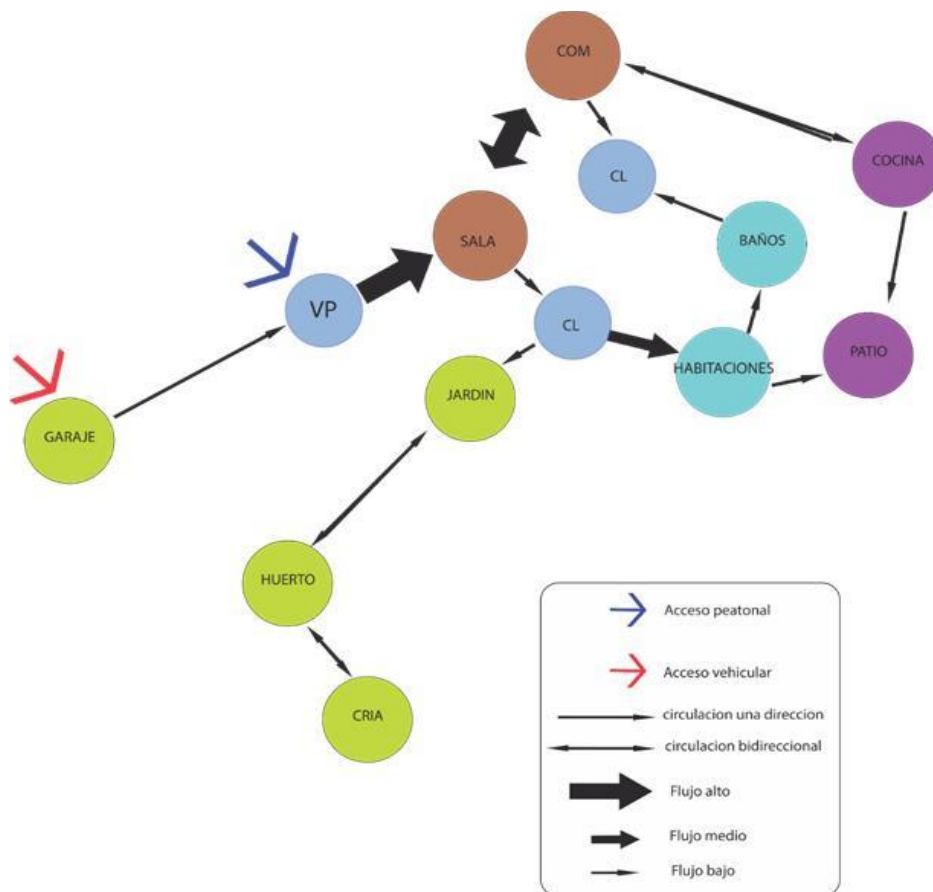 COM
COCINA
CL
BAÑOS
SALA
VP
CL
HABITACIONES
PATIO
JARDIN
GARAJE
HUERTO
CRIA
Acceso peatonal
Acceso vehicular
circulacion una direccion
circulacion bidireccional
Flujo alto
Flujo medio
Flujo bajo